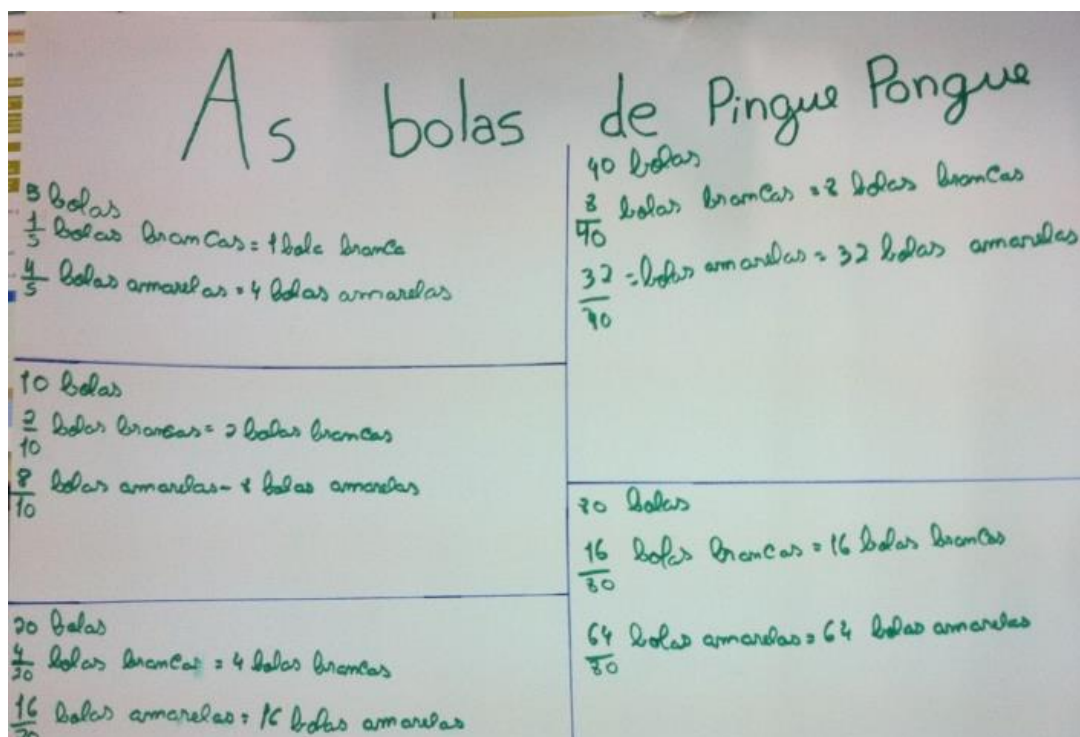 As bolas de Pingue Pongue
5 bolas
1/5 bolas brancas = 1 bola branca
4/5 bolas amarelas = 4 bolas amarelas
10 bolas
2/10 bolas brancas = 2 bolas brancas
8/10 bolas amarelas - 8 bolas amarelas
20 bolas
4/20 bolas brancas = 4 bolas brancas
16/20 bolas amarelas = 16 bolas amarelas
40 bolas
8/40 bolas brancas = 8 bolas brancas
32/40 = bolas amarelas = 32 bolas amarelas
80 bolas
16/80 bolas brancas = 16 bolas brancas
64/80 bolas amarelas = 64 bolas amarelas